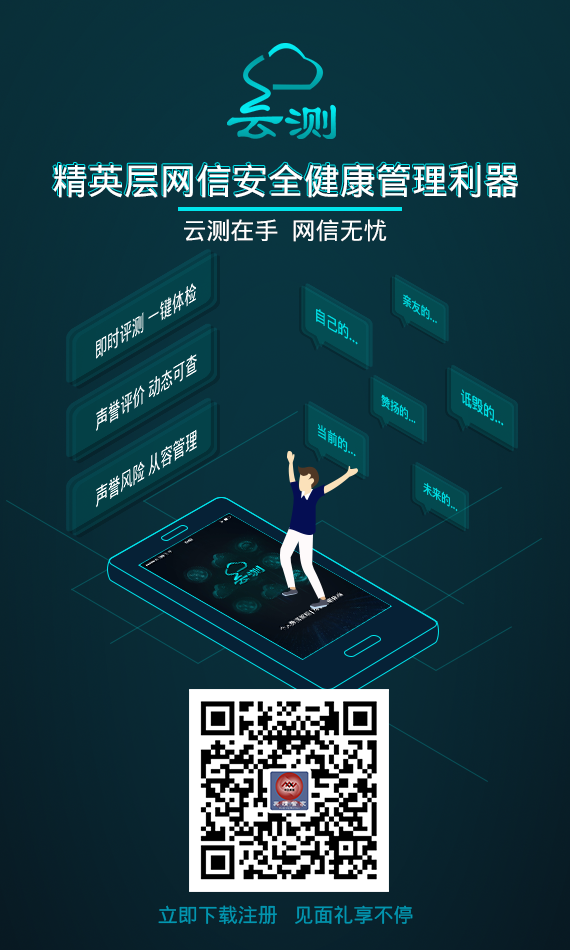 云测
精英层网信安全健康管理利器
云测在手 网信无忧
即时评测 一键体检
声誉评价 动态可查
声誉风险 从容管理
自己的...
亲友的...
赞扬的...
诋毁的...
当前的...
未来的...
云测
立即下载注册 见面礼享不停